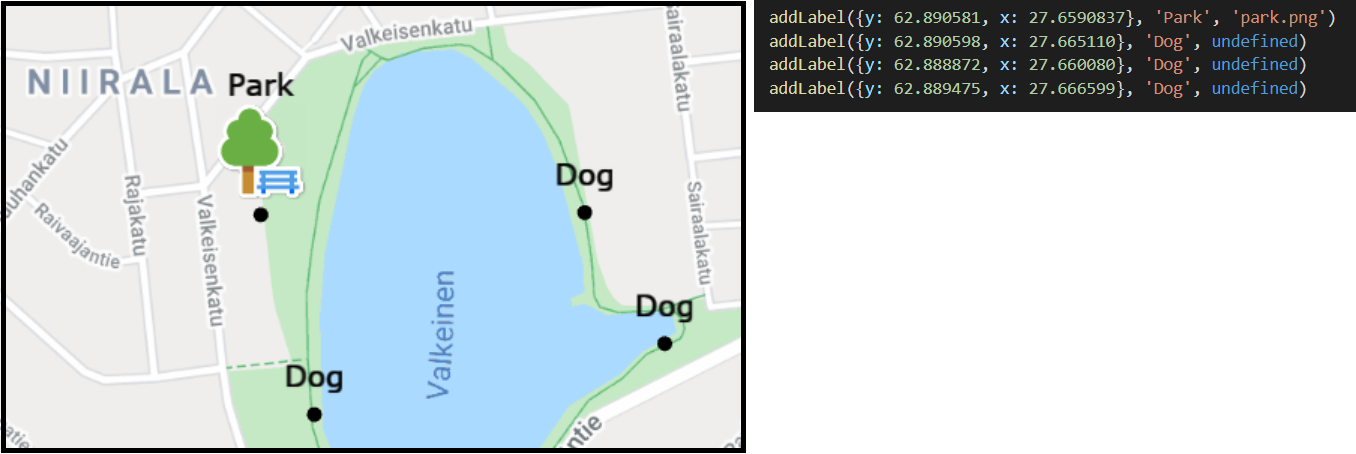 Valkeisenkatu
Sairaalakatu
NIIRALA
Park
Dog
Rajakatu
Raivaajantie
Valkeisenkatu
Sairaalakatu
Valkeinen
Dog
Dog
addLabel({y: 62.890581, x: 27.6590837}, 'Park', 'park.png')
addLabel({y: 62.890598, x: 27.665110}, 'Dog', undefined)
addLabel({y: 62.888872, x: 27.660080}, 'Dog', undefined)
addLabel({y: 62.889475, x: 27.666599}, 'Dog', undefined)